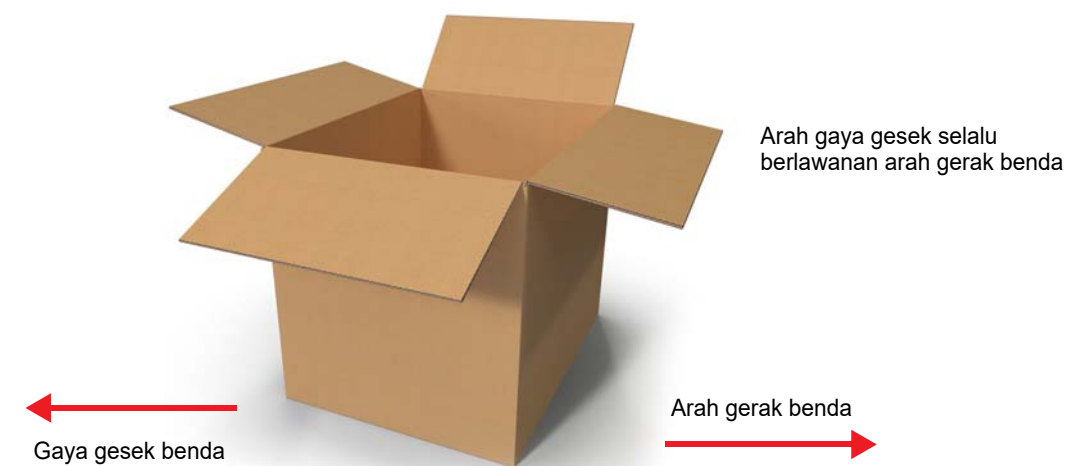 Arah gaya gesek selalu
berlawanan arah gerak benda
Arah gerak benda
Gaya gesek benda